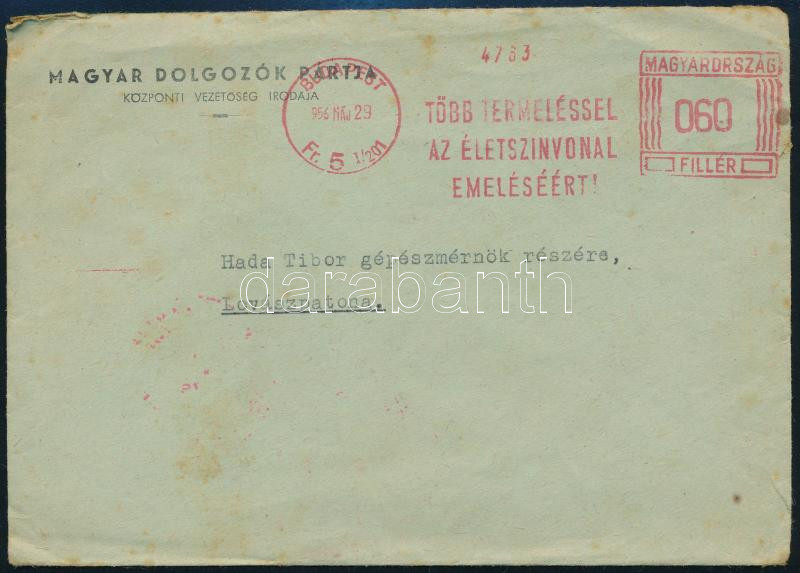 MAGYAR DOLGOZÓK PÁRTJA
KÖZPONTI VEZETŐSÉG IRODÁJA
BUDAPEST
956 MÁJ 29
Fr. 5 I/201
4763
TÖBB TERMELÉSSEL
AZ ÉLETSZINVONAL
EMELÉSÉÉRT!
MAGYARORSZÁG
060
FILLÉR
Hada Tibor gépészmérnök részére,
Lovászpatona.
darabanth